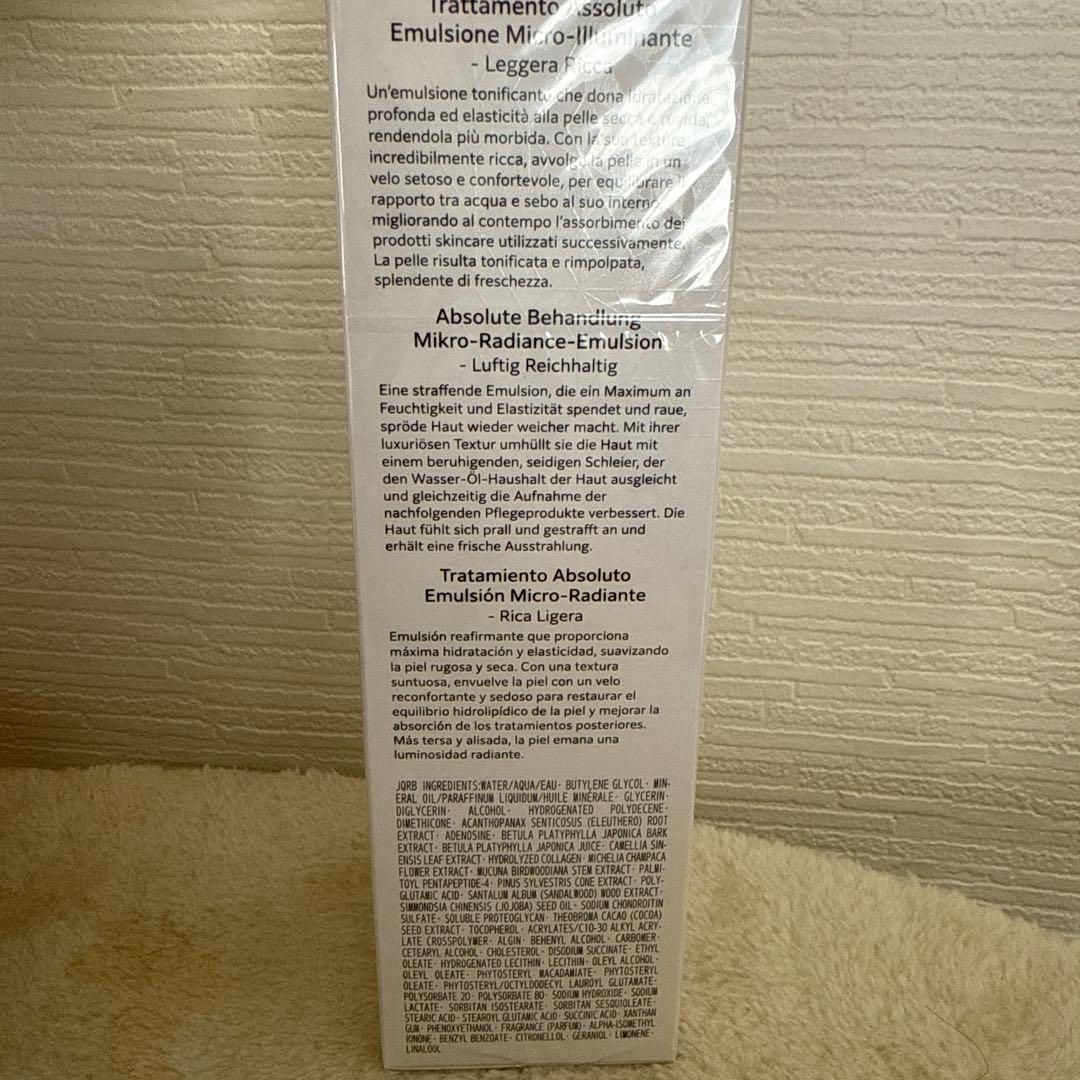 Trattamento Assoluto
Emulsione Micro-Illuminante
- Leggera Ricca
Un'emulsione tonificante che dona idratazione
profonda ed elasticità alla pelle secca e ruvida,
rendendola più morbida. Con la sua texture
incredibilmente ricca, avvolge la pelle in un
velo setoso e confortevole, per equilibrare il
rapporto tra acqua e sebo al suo interno,
migliorando al contempo l'assorbimento dei
prodotti skincare utilizzati successivamente.
La pelle risulta tonificata e rimpolpata,
splendente di freschezza.
Absolute Behandlung
Mikro-Radiance-Emulsion
- Luftig Reichhaltig
Eine straffende Emulsion, die ein Maximum an
Feuchtigkeit und Elastizität spendet und raue,
spröde Haut wieder weicher macht. Mit ihrer
luxuriösen Textur umhüllt sie die Haut mit
einem beruhigenden, seidigen Schleier, der
den Wasser-Öl-Haushalt der Haut ausgleicht
und gleichzeitig die Aufnahme der
nachfolgenden Pflegeprodukte verbessert. Die
Haut fühlt sich prall und gestrafft an und
erhält eine frische Ausstrahlung.
Tratamiento Absoluto
Emulsión Micro-Radiante
- Rica Ligera
Emulsión reafirmante que proporciona
máxima hidratación y elasticidad, suavizando
la piel rugosa y seca. Con una textura
suntuosa, envuelve la piel con un velo
reconfortante y sedoso para restaurar el
equilibrio hidrolipídico de la piel y mejorar la
absorción de los tratamientos posteriores.
Más tersa y alisada, la piel emana una
luminosidad radiante.
JQRB INGREDIENTS:WATER/AQUA/EAU· BUTYLENE GLYCOL· MIN-
ERAL OIL/PARAFFINUM LIQUIDUM/HUILE MINÉRALE· GLYCERIN·
DIGLYCERIN· ALCOHOL· HYDROGENATED POLYDECENE·
DIMETHICONE· ACANTHOPANAX SENTICOSUS (ELEUTHERO) ROOT
EXTRACT· ADENOSINE· BETULA PLATYPHYLLA JAPONICA BARK
EXTRACT· BETULA PLATYPHYLLA JAPONICA JUICE· CAMELLIA SIN-
ENSIS LEAF EXTRACT· HYDROLYZED COLLAGEN· MICHELIA CHAMPACA
FLOWER EXTRACT· MUCUNA BIRDWOODIANA STEM EXTRACT· PALMI-
TOYL PENTAPEPTIDE-4· PINUS SYLVESTRIS CONE EXTRACT· POLY-
GLUTAMIC ACID· SANTALUM ALBUM (SANDALWOOD) WOOD EXTRACT·
SIMMONDSIA CHINENSIS (JOJOBA) SEED OIL· SODIUM CHONDROITIN
SULFATE· SOLUBLE PROTEOGLYCAN· THEOBROMA CACAO (COCOA)
SEED EXTRACT· TOCOPHEROL· ACRYLATES/C10-30 ALKYL ACRY-
LATE CROSSPOLYMER· ALGIN· BEHENYL ALCOHOL· CARBOMER·
CETEARYL ALCOHOL· CHOLESTEROL· DISODIUM SUCCINATE· ETHYL
OLEATE· HYDROGENATED LECITHIN· LECITHIN· OLEYL ALCOHOL·
OLEYL OLEATE· PHYTOSTERYL MACADAMIATE· PHYTOSTERYL
OLEATE· PHYTOSTERYL/OCTYLDODECYL LAUROYL GLUTAMATE·
POLYSORBATE 20· POLYSORBATE 80· SODIUM HYDROXIDE· SODIUM
LACTATE· SORBITAN ISOSTEARATE· SORBITAN SESQUIOLEATE·
STEARIC ACID· STEAROYL GLUTAMIC ACID· SUCCINIC ACID· XANTHAN
GUM· PHENOXYETHANOL· FRAGRANCE (PARFUM)· ALPHA-ISOMETHYL
IONONE· BENZYL BENZOATE· CITRONELLOL· GERANIOL· LIMONENE·
LINALOOL